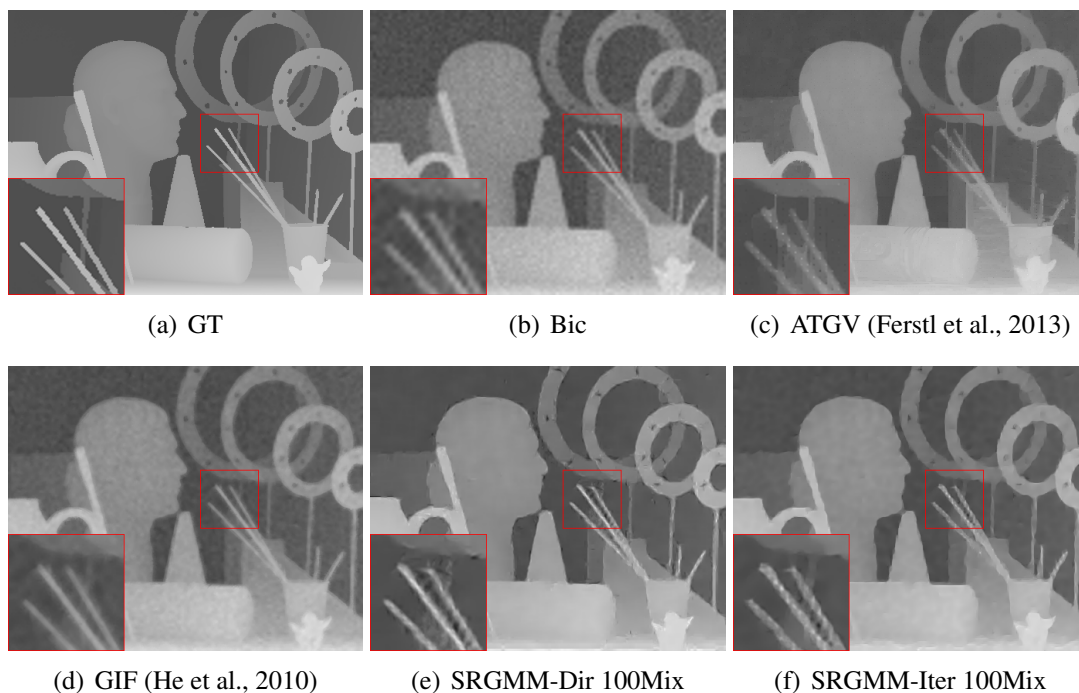 (a) GT
(b) Bic
(c) ATGV (Ferstl et al., 2013)
(d) GIF (He et al., 2010)
(e) SRGMM-Dir 100Mix
(f) SRGMM-Iter 100Mix